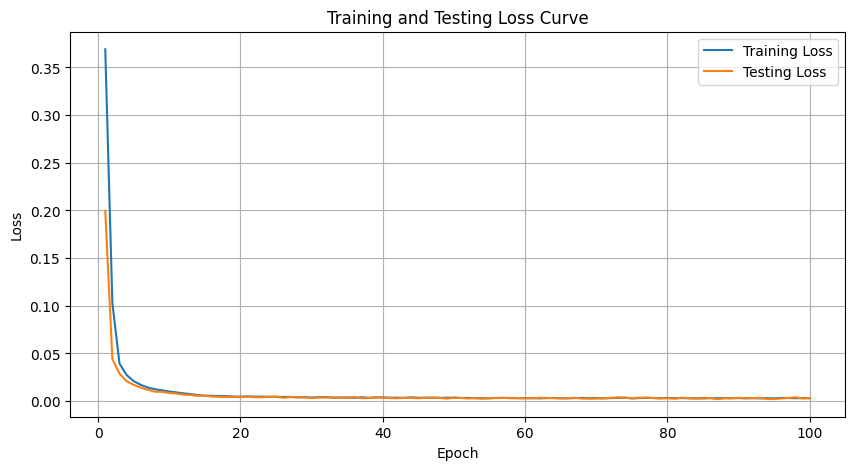 Training and Testing Loss Curve
Training Loss
Testing Loss
Loss
0.35
0.30
0.25
0.20
0.15
0.10
0.05
0.00
0 20 40 60 80 100
Epoch